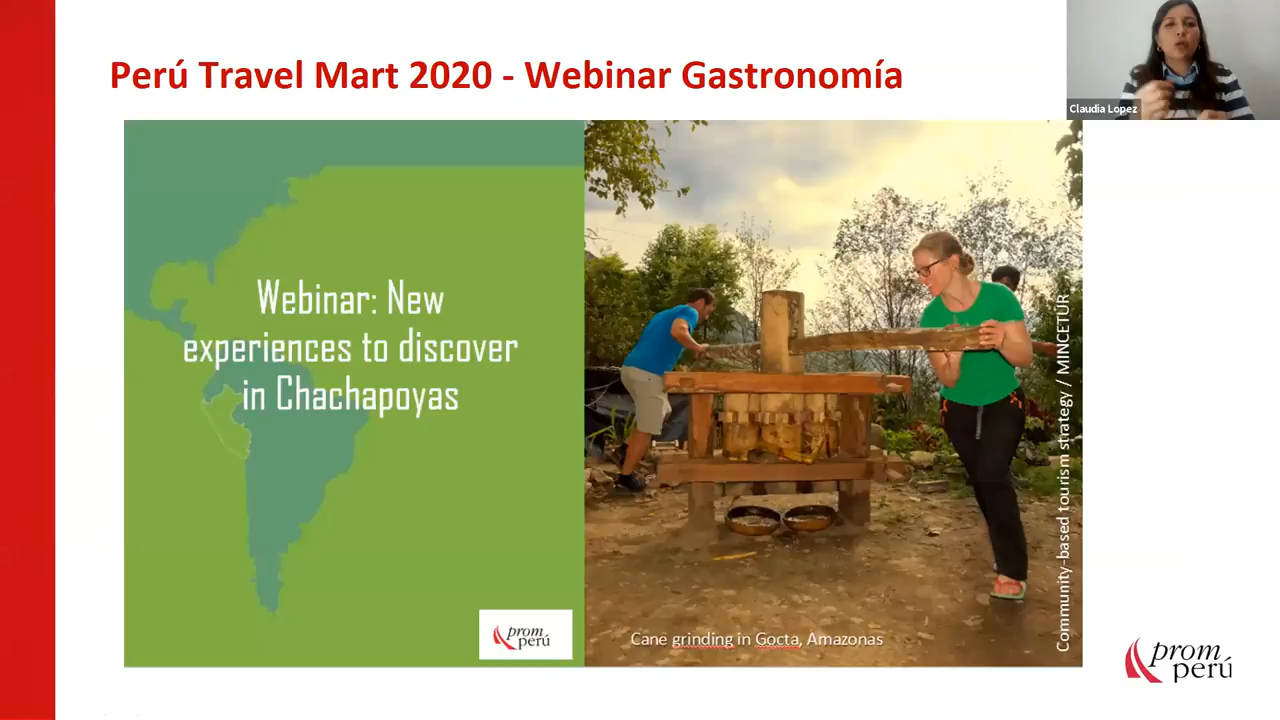 Perú Travel Mart 2020 - Webinar Gastronomía
Claudia Lopez
Webinar: New
experiences to discover
in Chachapoyas
prom
perú
Cane grinding in Gocta, Amazonas
Community-based tourism strategy / MINCETUR
prom
perú